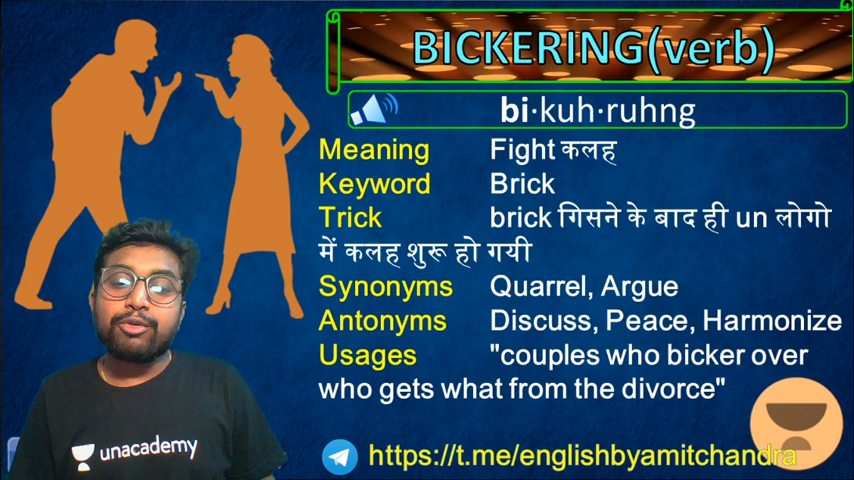 BICKERING(verb)
bi·kuh·ruhng
Meaning Fight कलह
Keyword Brick
Trick brick गिसने के बाद ही un लोगो
में कलह शुरू हो गयी
Synonyms Quarrel, Argue
Antonyms Discuss, Peace, Harmonize
Usages "couples who bicker over
who gets what from the divorce"
unacademy
https://t.me/englishbyamitchandra